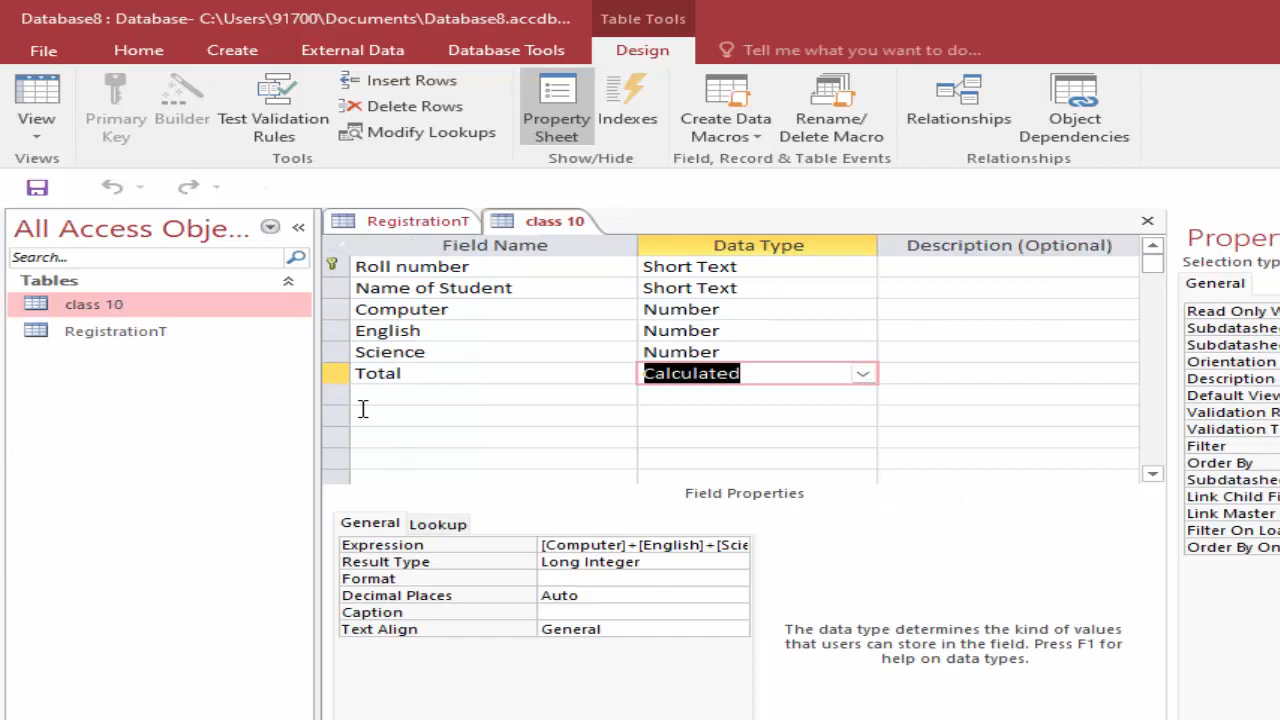 Database8 : Database- C:\Users\91700\Documents\Database8.accdb...
Table Tools
File Home Create External Data Database Tools Design Tell me what you want to do...
View
Primary Key
Builder
Test Validation Rules
Insert Rows
Delete Rows
Modify Lookups
Property Sheet
Indexes
Create Data Macros
Rename/ Delete Macro
Relationships
Object Dependencies
Views
Tools
Show/Hide
Field, Record & Table Events
Relationships
All Access Obje...
Search...
Tables
class 10
RegistrationT
RegistrationT
class 10
Field Name Data Type Description (Optional)
Roll number Short Text
Name of Student Short Text
Computer Number
English Number
Science Number
Total Calculated
Field Properties
General Lookup
Expression [Computer]+[English]+[Scie
Result Type Long Integer
Format
Decimal Places Auto
Caption
Text Align General
The data type determines the kind of values
that users can store in the field. Press F1 for
help on data types.
Proper
Selection typ
General
Read Only W
Subdatashe
Subdatashe
Orientation
Description
Default View
Validation R
Validation T
Filter
Order By
Subdatashe
Link Child Fi
Link Master
Filter On Loa
Order By On